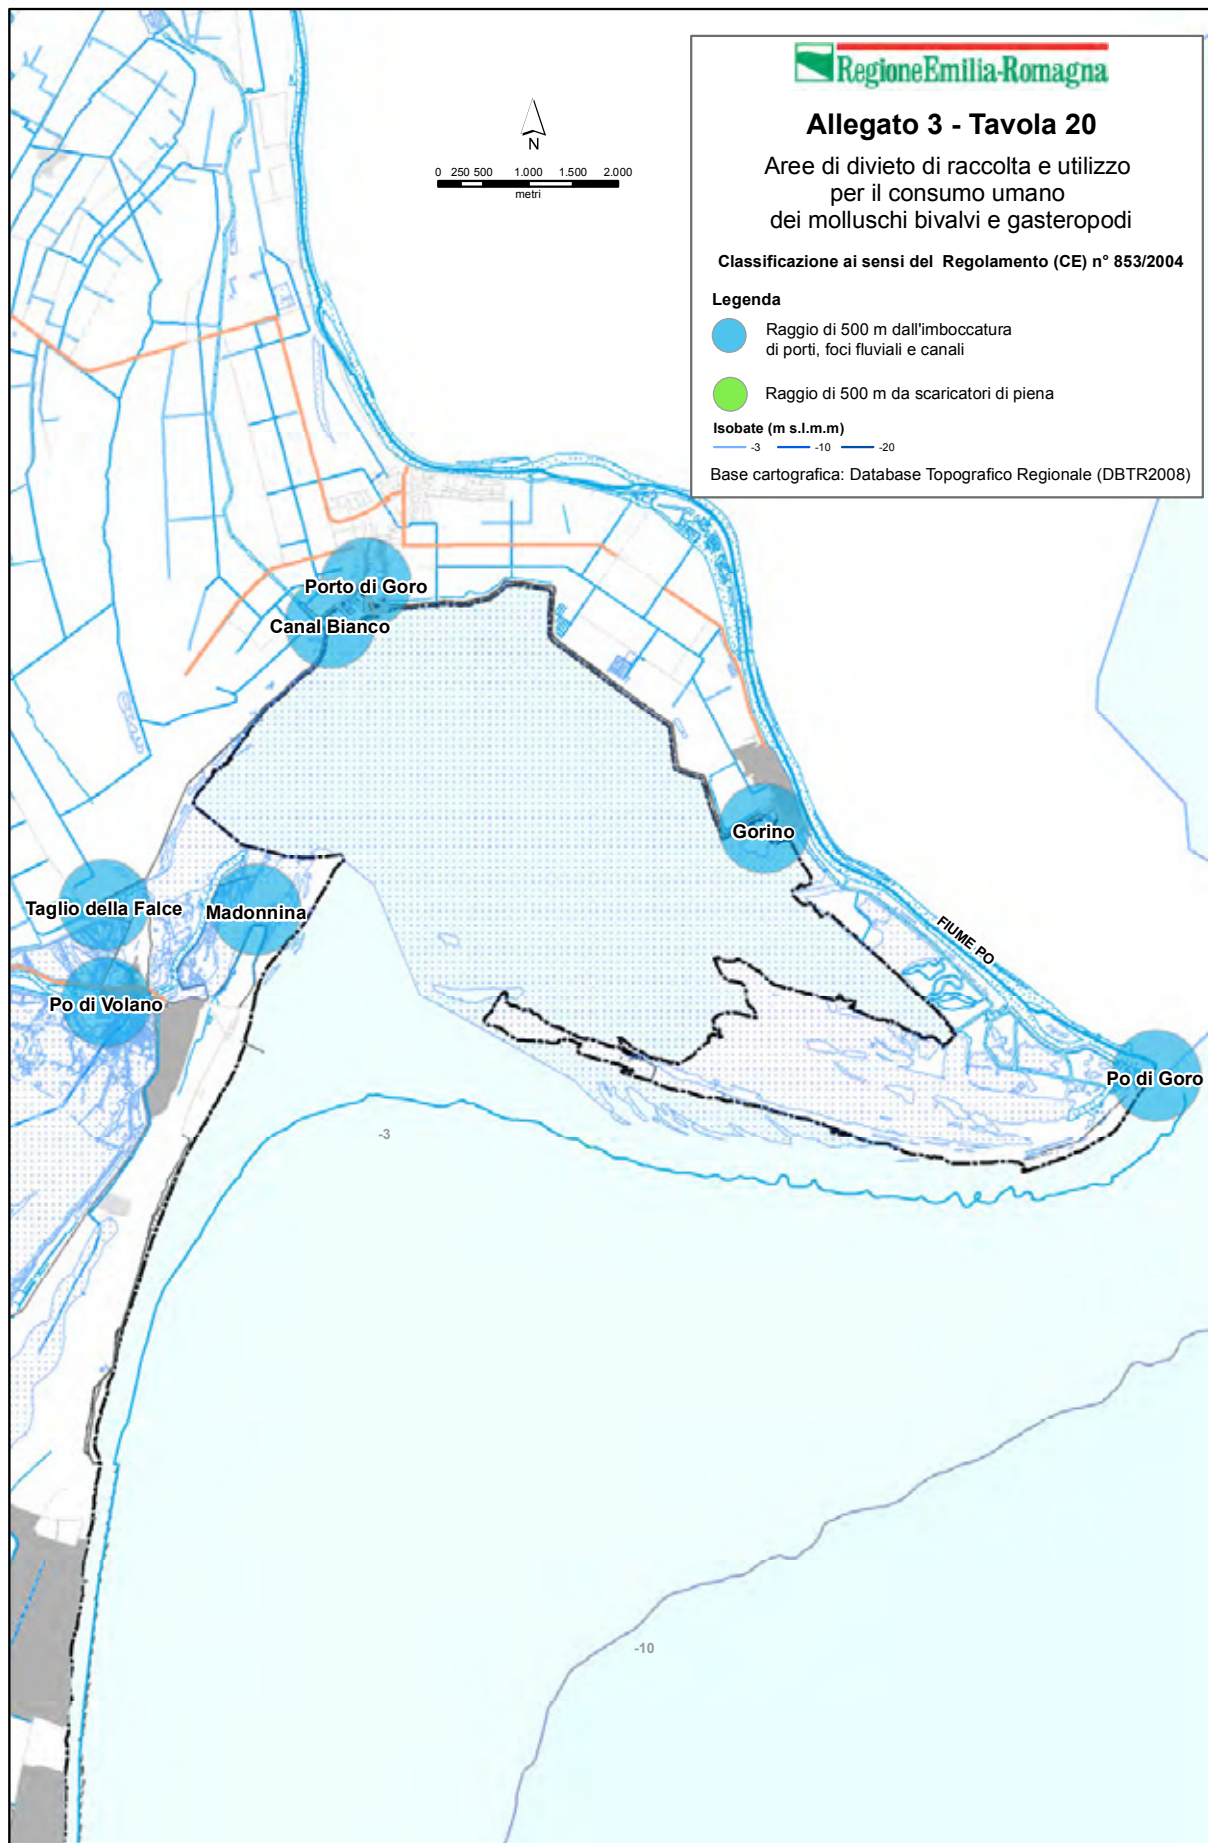 RegioneEmilia-Romagna
Allegato 3 - Tavola 20
Aree di divieto di raccolta e utilizzo
per il consumo umano
dei molluschi bivalvi e gasteropodi
Classificazione ai sensi del Regolamento (CE) n° 853/2004
Legenda
Raggio di 500 m dall'imboccatura
di porti, foci fluviali e canali
Raggio di 500 m da scaricatori di piena
Isobate (m s.l.m.m)
-3 -10 -20
Base cartografica: Database Topografico Regionale (DBTR2008)
N
0 250 500 1.000 1.500 2.000
metri
Porto di Goro
Canal Bianco
Gorino
Taglio della Falce
Madonnina
FIUME PO
Po di Volano
Po di Goro
-3
-10